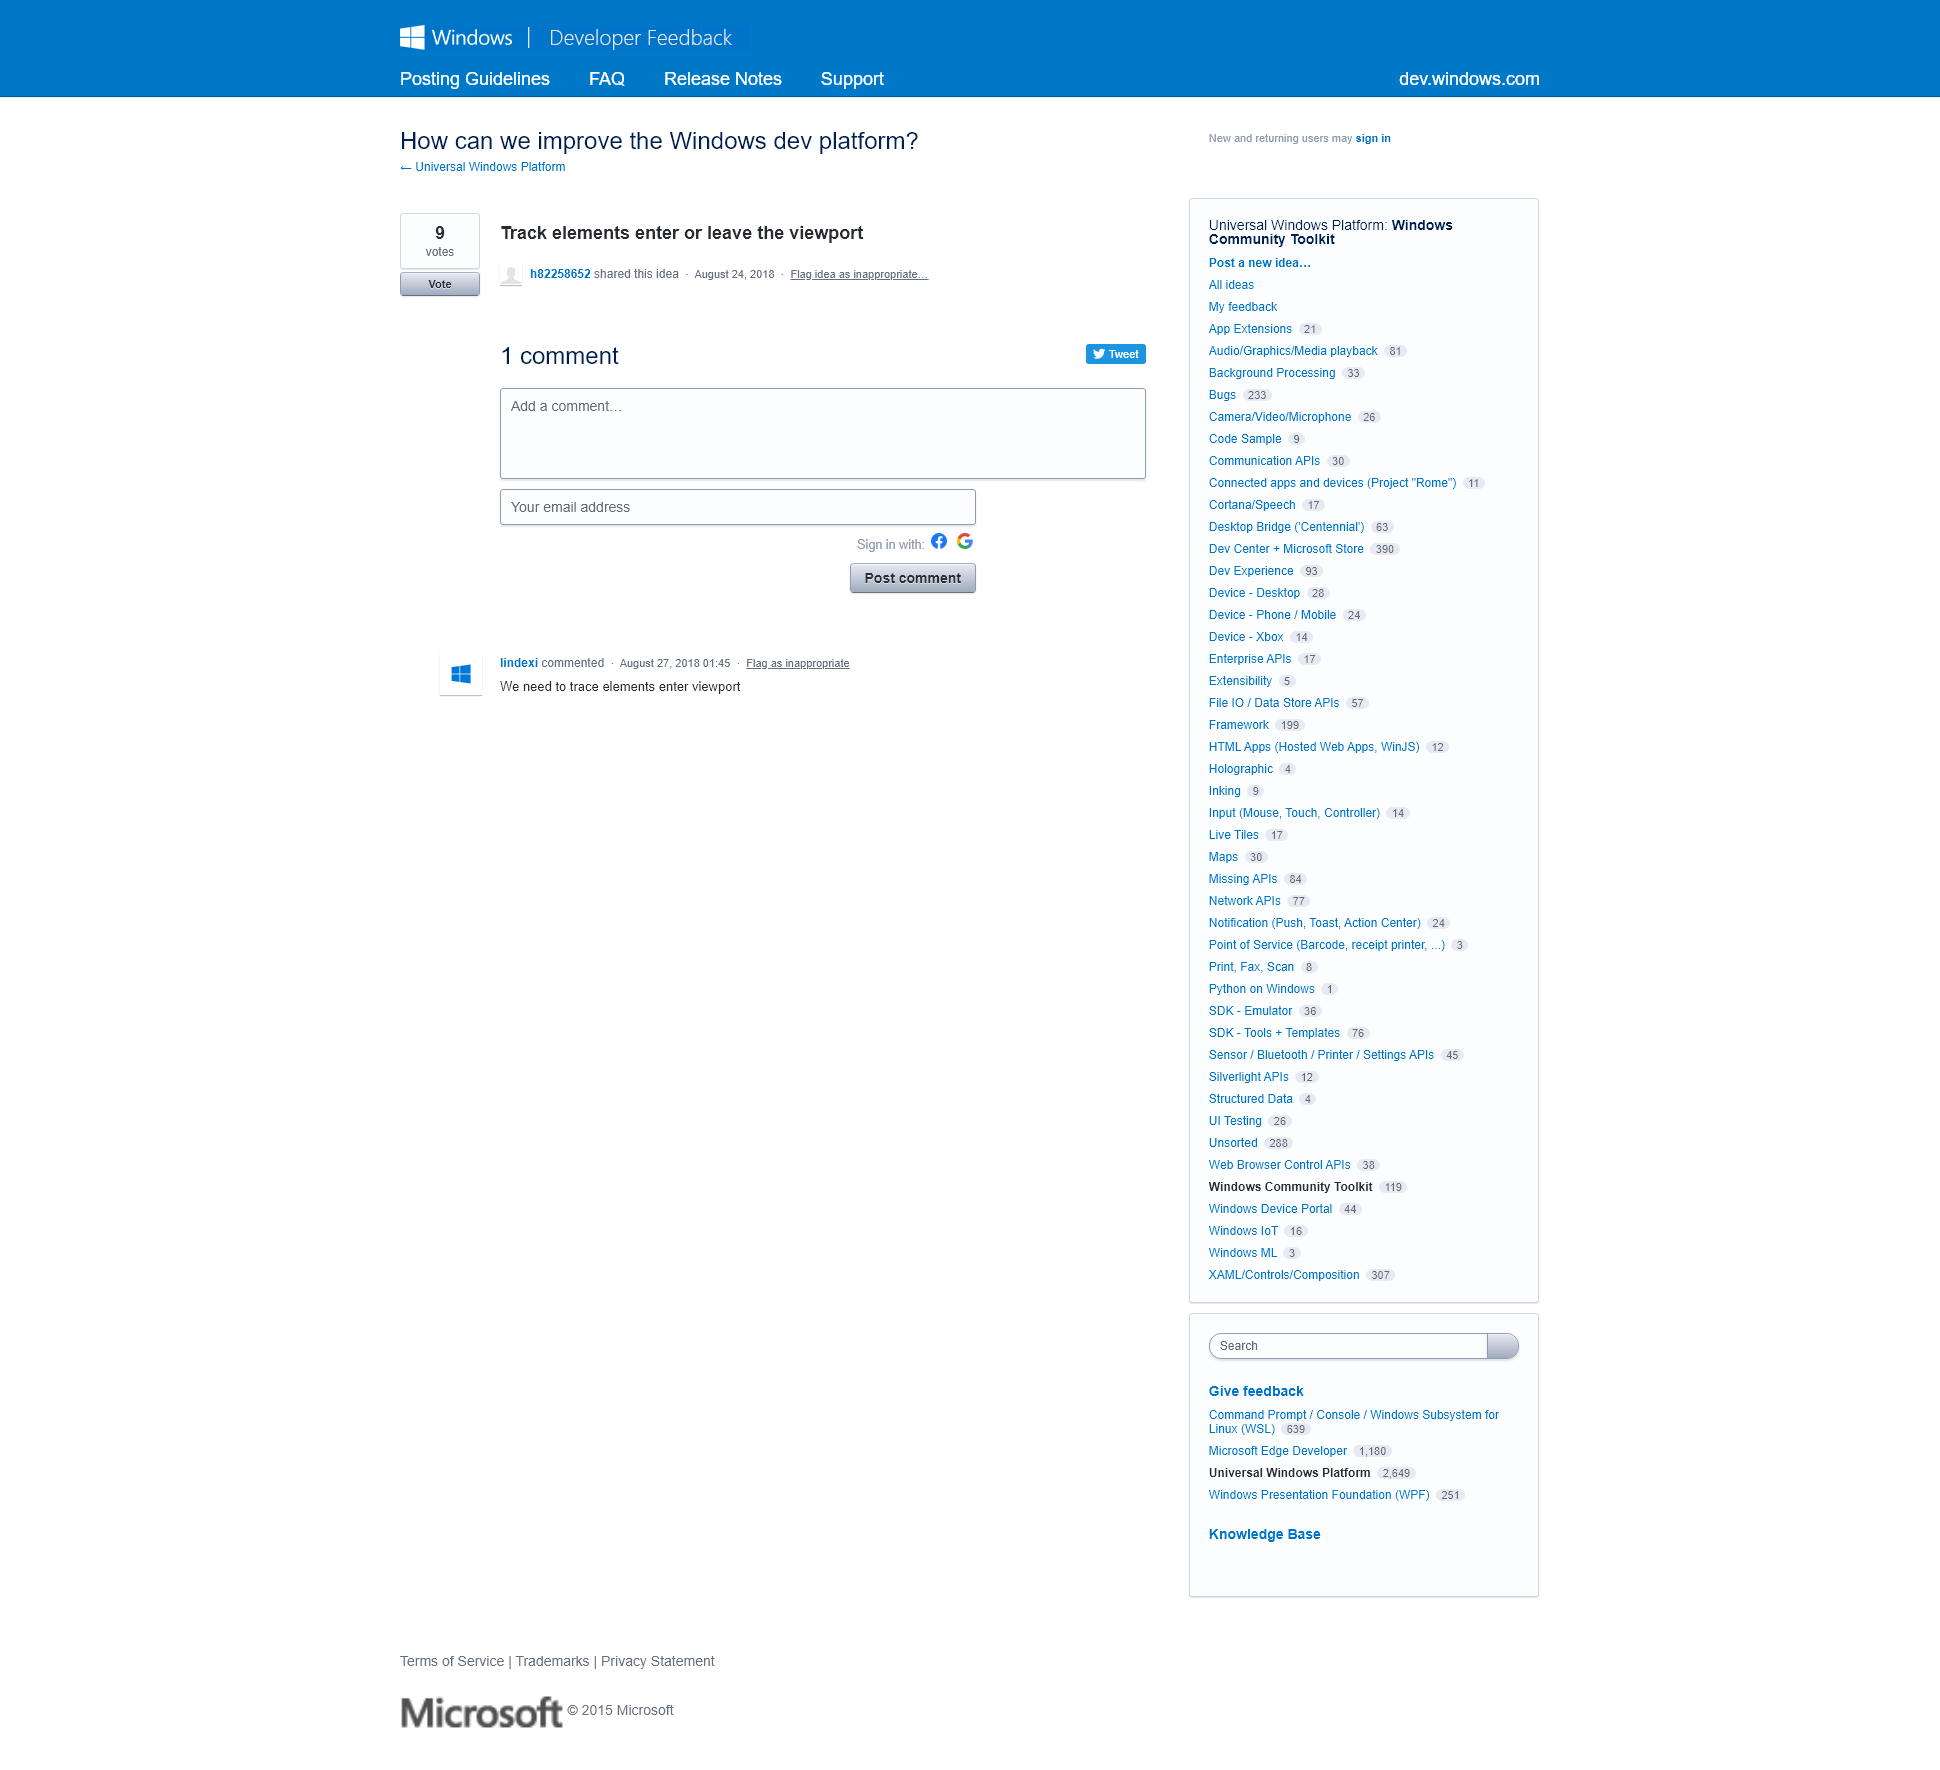 Windows | Developer Feedback
Posting Guidelines FAQ Release Notes Support dev.windows.com
How can we improve the Windows dev platform?
← Universal Windows Platform
New and returning users may sign in
9
votes
Vote
Track elements enter or leave the viewport
h82258652 shared this idea · August 24, 2018 · Flag idea as inappropriate…
1 comment
Tweet
Add a comment…
Your email address
Sign in with:
Post comment
lindexi commented · August 27, 2018 01:45 · Flag as inappropriate
We need to trace elements enter viewport
Universal Windows Platform: Windows
Community Toolkit
Post a new idea…
All ideas
My feedback
App Extensions 21
Audio/Graphics/Media playback 81
Background Processing 33
Bugs 233
Camera/Video/Microphone 26
Code Sample 9
Communication APIs 30
Connected apps and devices (Project "Rome") 11
Cortana/Speech 17
Desktop Bridge ('Centennial') 63
Dev Center + Microsoft Store 390
Dev Experience 93
Device - Desktop 28
Device - Phone / Mobile 24
Device - Xbox 14
Enterprise APIs 17
Extensibility 5
File IO / Data Store APIs 57
Framework 199
HTML Apps (Hosted Web Apps, WinJS) 12
Holographic 4
Inking 9
Input (Mouse, Touch, Controller) 14
Live Tiles 17
Maps 30
Missing APIs 84
Network APIs 77
Notification (Push, Toast, Action Center) 24
Point of Service (Barcode, receipt printer, ...) 3
Print, Fax, Scan 8
Python on Windows 1
SDK - Emulator 36
SDK - Tools + Templates 76
Sensor / Bluetooth / Printer / Settings APIs 45
Silverlight APIs 12
Structured Data 4
UI Testing 26
Unsorted 288
Web Browser Control APIs 38
Windows Community Toolkit 119
Windows Device Portal 44
Windows IoT 16
Windows ML 3
XAML/Controls/Composition 307
Search
Give feedback
Command Prompt / Console / Windows Subsystem for
Linux (WSL) 639
Microsoft Edge Developer 1,180
Universal Windows Platform 2,649
Windows Presentation Foundation (WPF) 251
Knowledge Base
Terms of Service | Trademarks | Privacy Statement
Microsoft © 2015 Microsoft